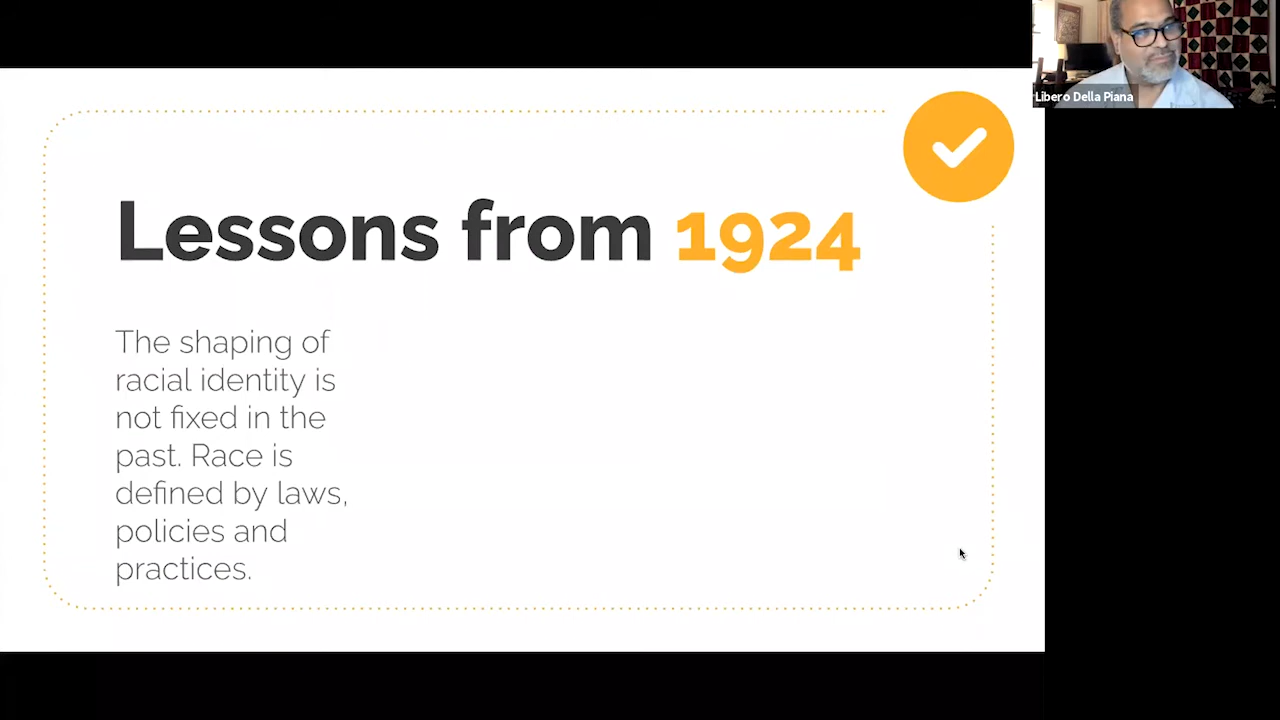 Libero Della Piana
Lessons from 1924
The shaping of
racial identity is
not fixed in the
past. Race is
defined by laws,
policies and
practices.